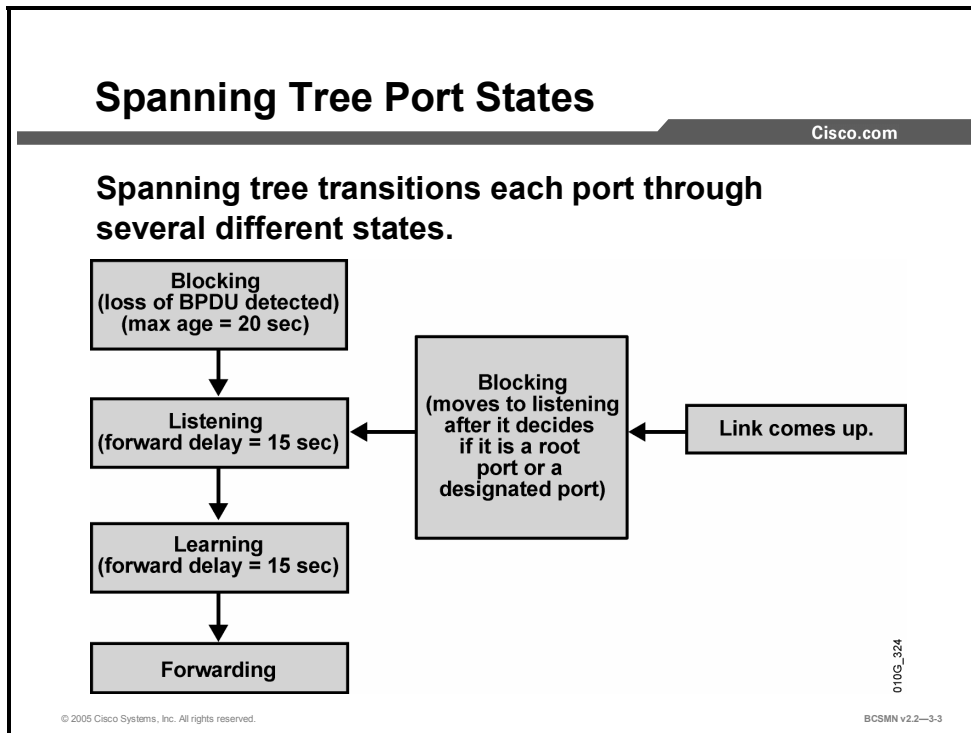 Spanning Tree Port States
Cisco.com
Spanning tree transitions each port through
several different states.
Blocking
(loss of BPDU detected)
(max age = 20 sec)
Listening
(forward delay = 15 sec)
Learning
(forward delay = 15 sec)
Forwarding
Blocking
(moves to listening
after it decides
if it is a root
port or a
designated port)
Link comes up.
010G_324
© 2005 Cisco Systems, Inc. All rights reserved.
BCSMN v2.2—3-3